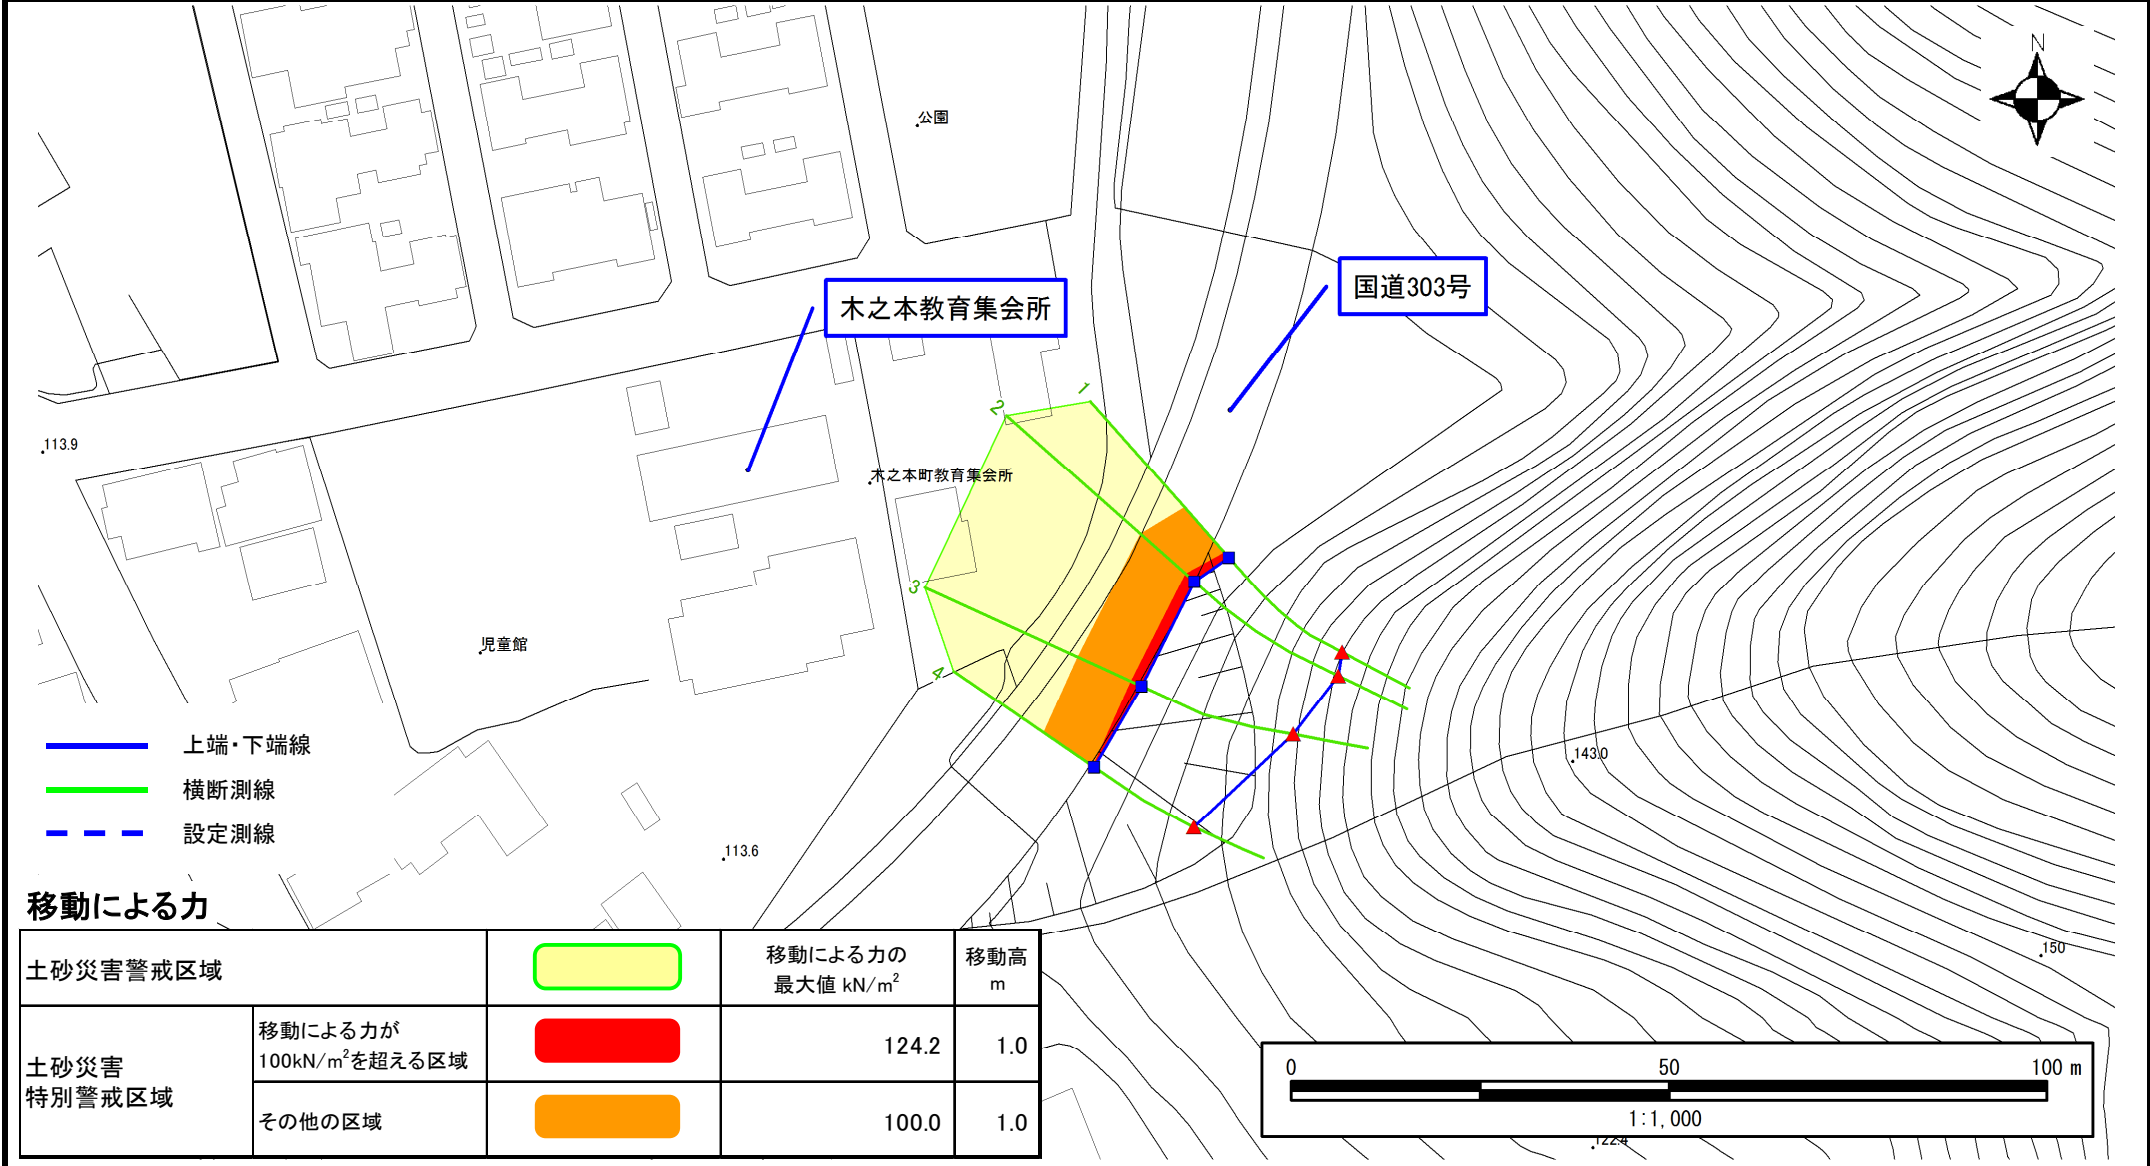 N
公園
国道303号
木之本教育集会所
1
2
113.9
木之本町教育集会所
3
児童館
4
上端・下端線
143.0
横断測線
設定測線
113.6
移動による力
150
土砂災害警戒区域
移動による力の
最大値 kN/m²
移動高
m
土砂災害
特別警戒区域
移動による力が
100kN/m²を超える区域
124.2
1.0
その他の区域
100.0
1.0
0
50
100 m
1:1,000
122.4